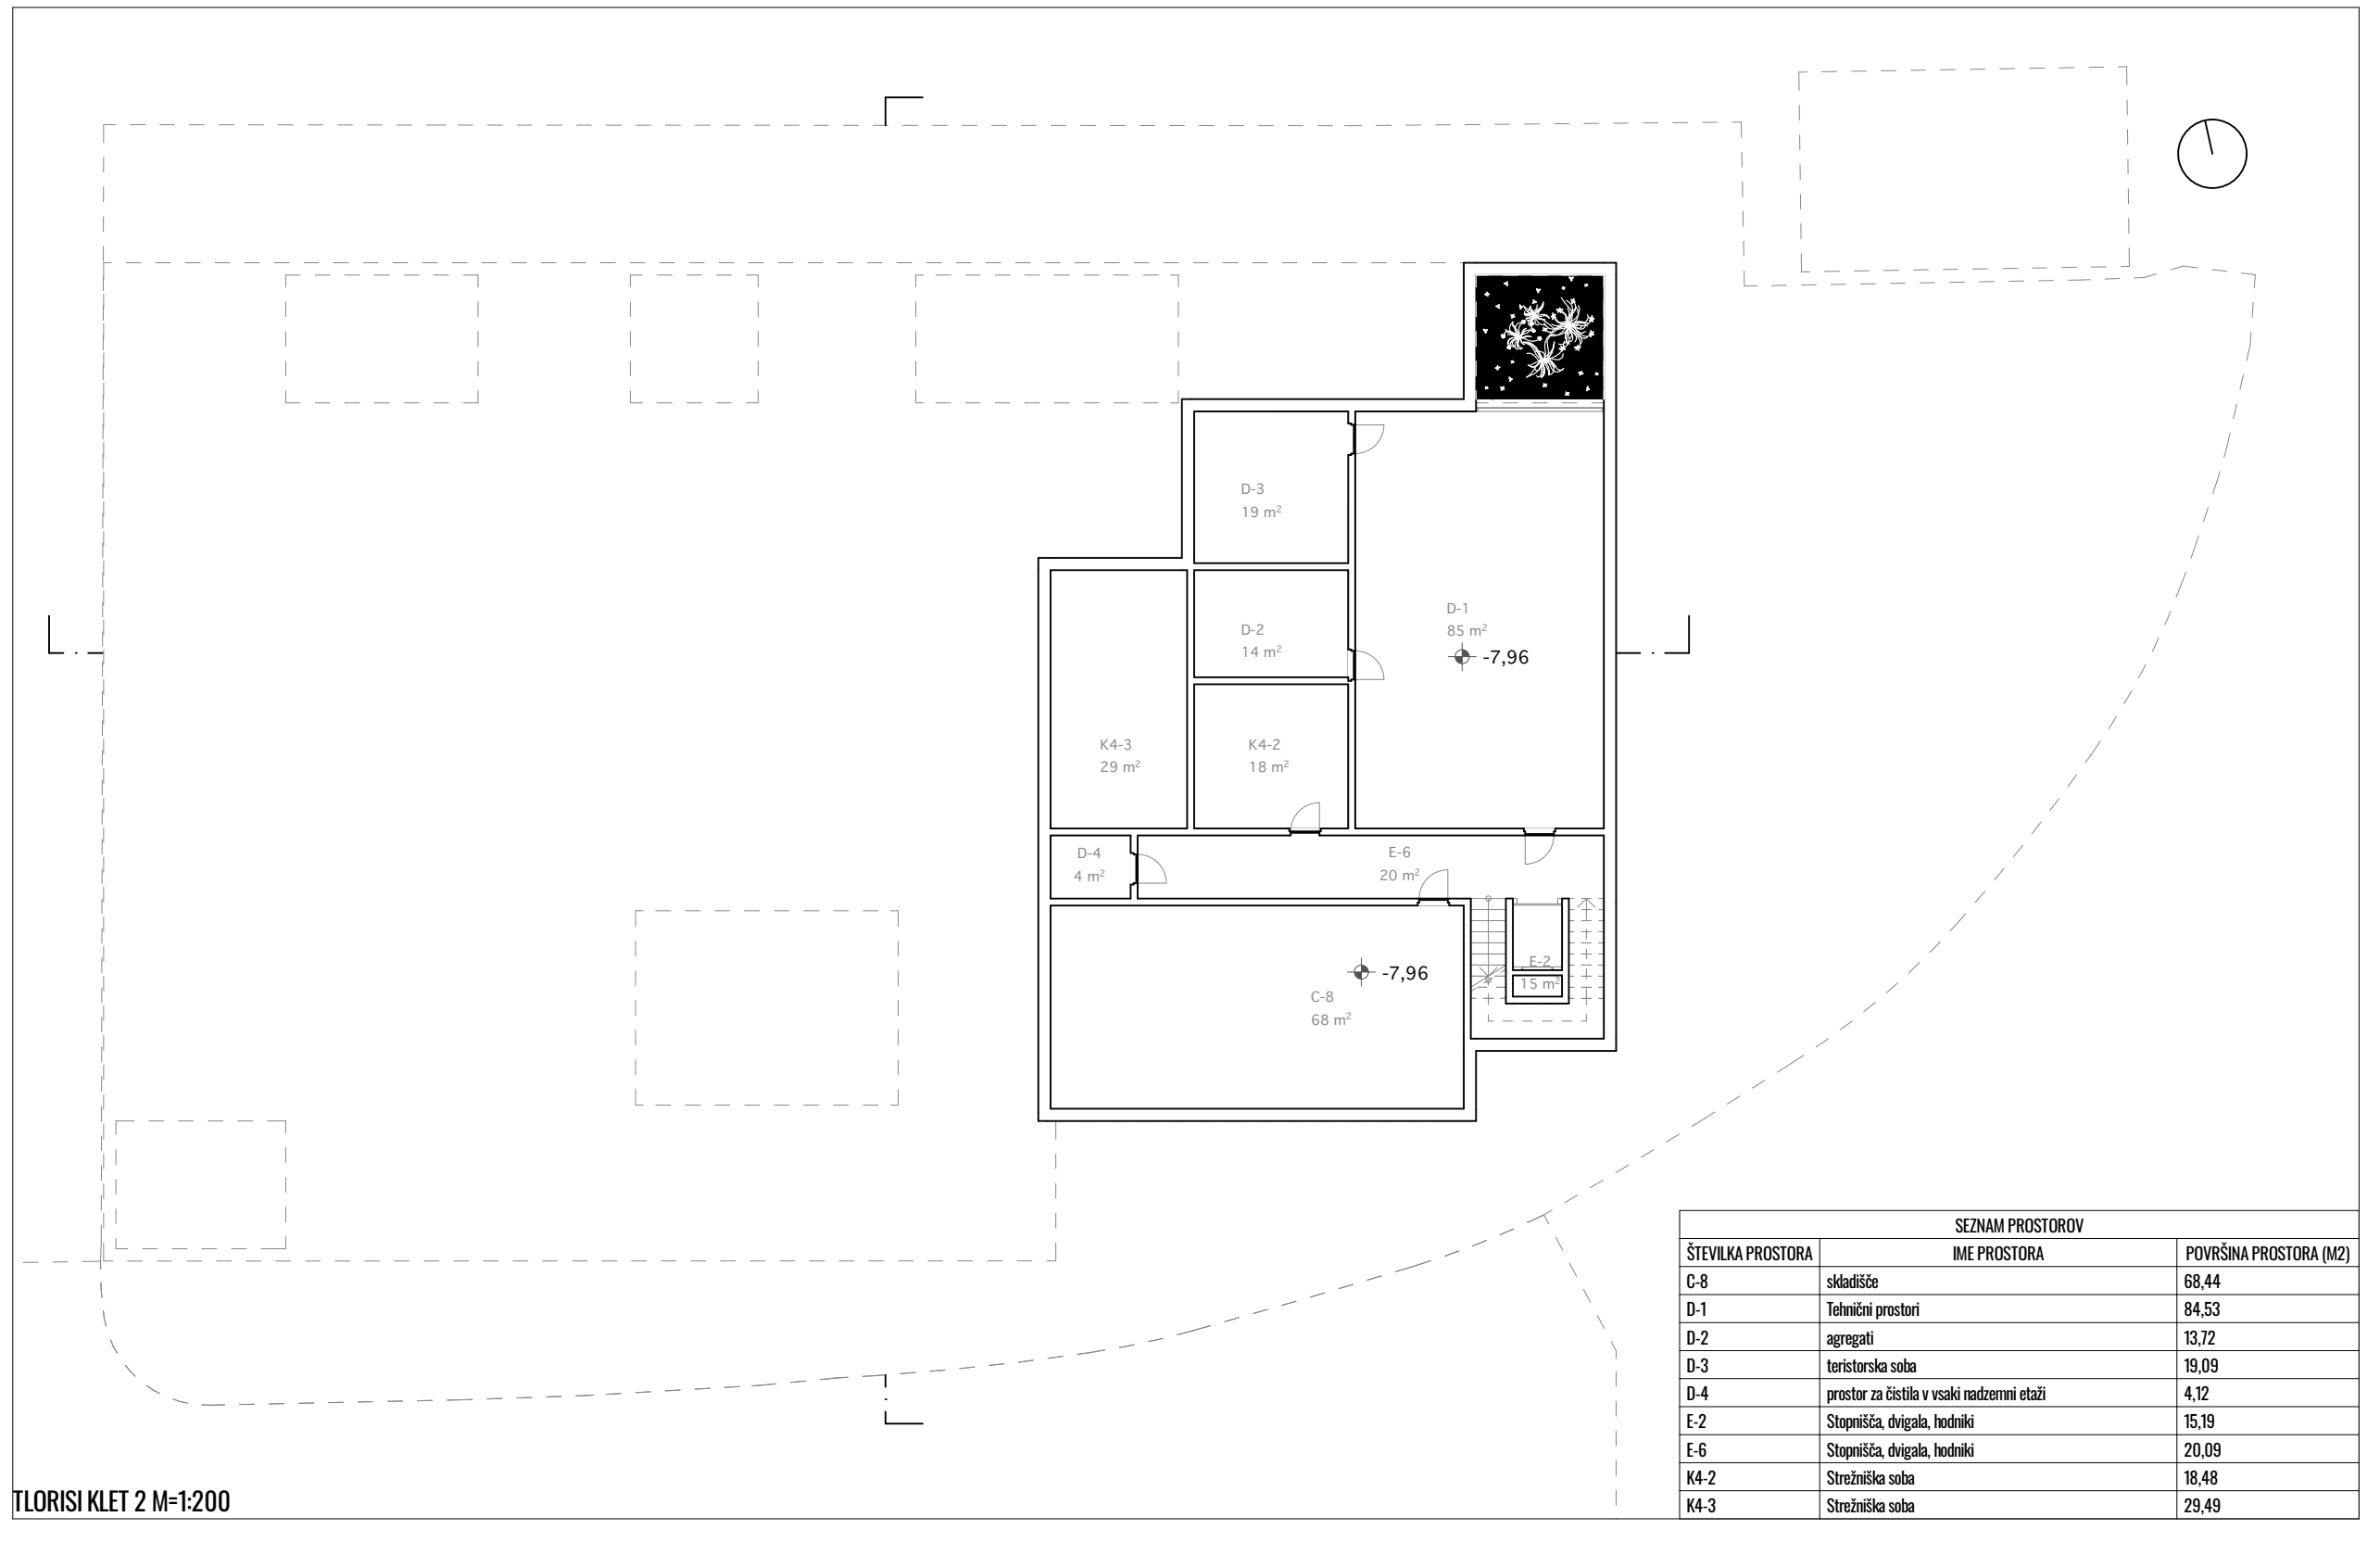 D-3
19 m²
D-1
85 m²
-7,96
D-2
14 m²
K4-3
29 m²
K4-2
18 m²
D-4
4 m²
E-6
20 m²
E-2
15 m²
-7,96
C-8
68 m²
SEZNAM PROSTOROV
ŠTEVILKA PROSTORA IME PROSTORA POVRŠINA PROSTORA (M2)
C-8 skladišče 68,44
D-1 Tehnični prostori 84,53
D-2 agregati 13,72
D-3 teristorska soba 19,09
D-4 prostor za čistila v vsaki nadzemni etaži 4,12
E-2 Stopnišča, dvigala, hodniki 15,19
E-6 Stopnišča, dvigala, hodniki 20,09
K4-2 Strežniška soba 18,48
K4-3 Strežniška soba 29,49
TLORISI KLET 2 M=1:200